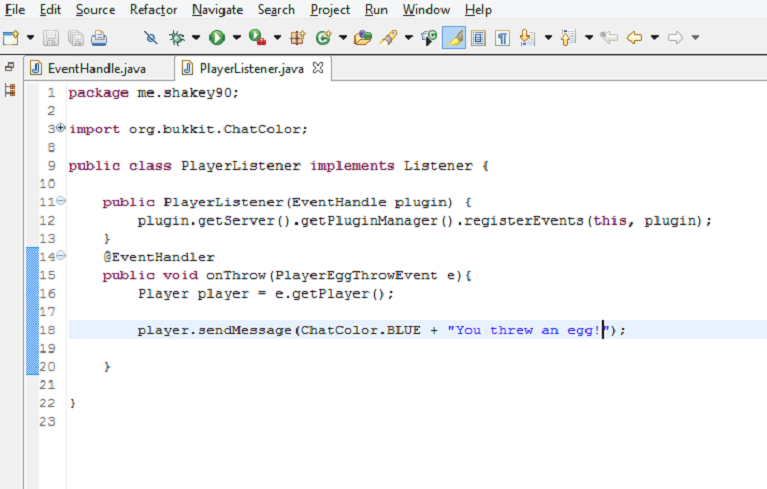 File Edit Source Refactor Navigate Search Project Run Window Help
EventHandle.java PlayerListener.java
1 package me.shakey90;
2
3 import org.bukkit.ChatColor;
8
9 public class PlayerListener implements Listener {
10
11 public PlayerListener(EventHandle plugin) {
12 plugin.getServer().getPluginManager().registerEvents(this, plugin);
13 }
14 @EventHandler
15 public void onThrow(PlayerEggThrowEvent e){
16 Player player = e.getPlayer();
17
18 player.sendMessage(ChatColor.BLUE + "You threw an egg!");
19
20 }
21
22 }
23